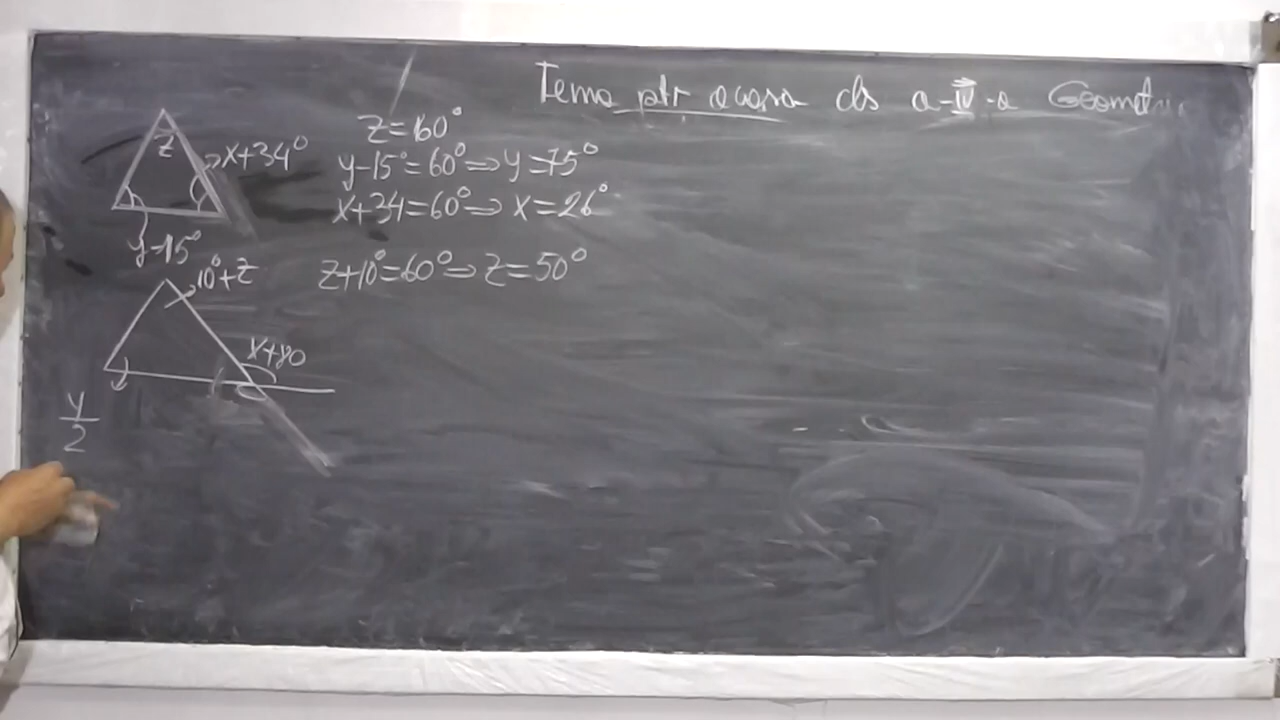 Tema ptr acasa cls a-IV-a Geometri
z
x+34°
y-15°
z=60°
y-15°=60°⇒y=75°
x+34=60°⇒x=26°
10°+z
z+10°=60°⇒z=50°
x+80
y/2